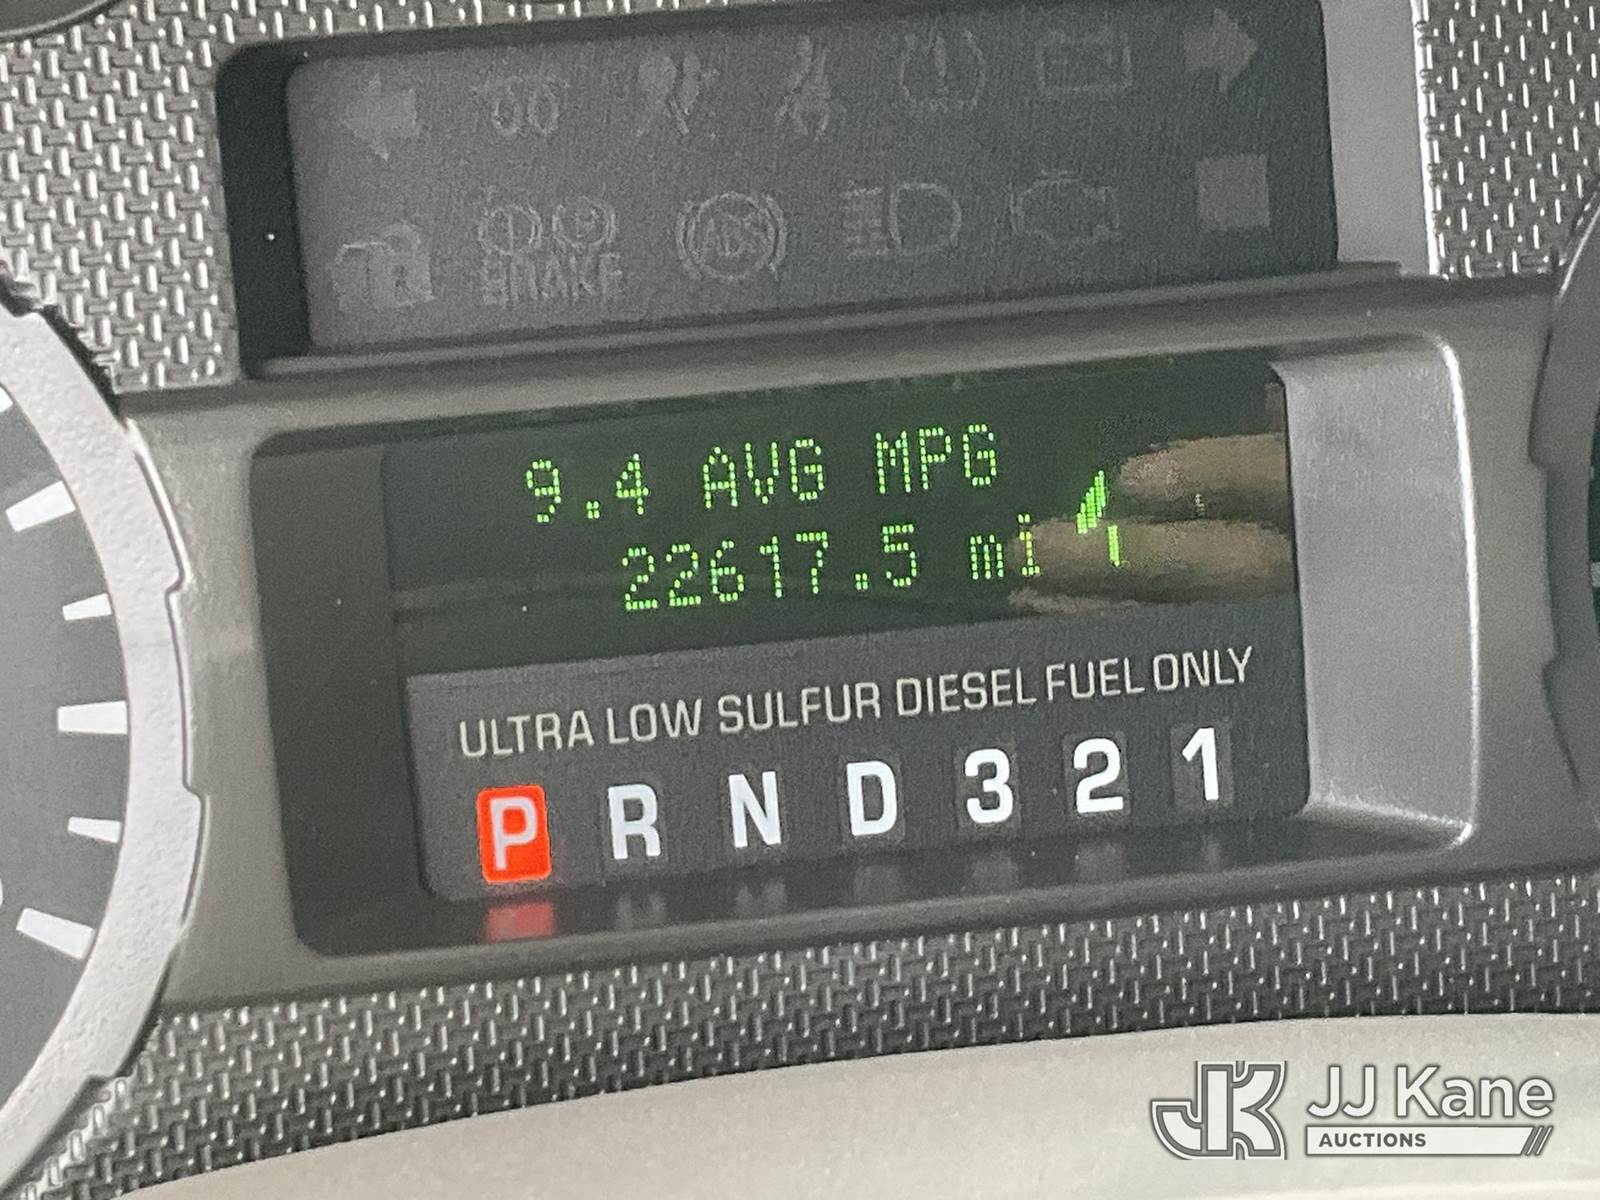 BRAKE
ABS
9.4 AVG MPG
22617.5 mi
ULTRA LOW SULFUR DIESEL FUEL ONLY
P R N D 3 2 1
JJ Kane
AUCTIONS